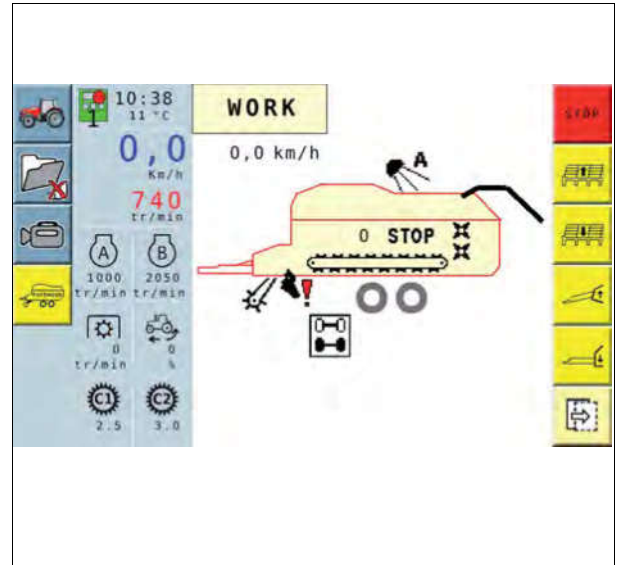 10:38
1
11 °C
0,0
Km/h
740
tr/min
A B
1000 2050
tr/min tr/min
0 0
tr/min %
C1 C2
2.5 3.0
WORK
0,0 km/h
A
0 STOP
!
STOP